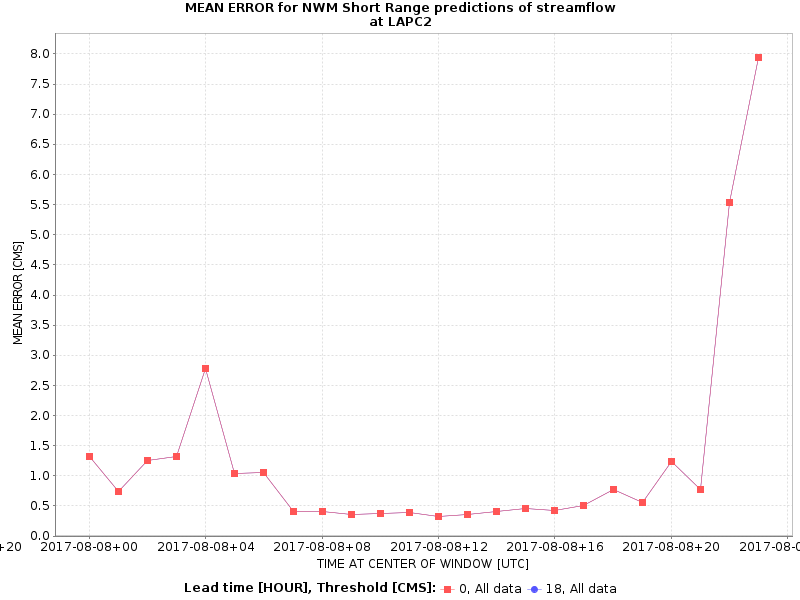 MEAN ERROR for NWM Short Range predictions of streamflow
at LAPC2
8.0
7.5
7.0
6.5
6.0
5.5
5.0
4.5
4.0
3.5
3.0
2.5
2.0
1.5
1.0
0.5
0.0
MEAN ERROR [CMS]
+20 2017-08-08+00 2017-08-08+04 2017-08-08+08 2017-08-08+12 2017-08-08+16 2017-08-08+20 2017-08-0
TIME AT CENTER OF WINDOW [UTC]
Lead time [HOUR], Threshold [CMS]: 0, All data 18, All data